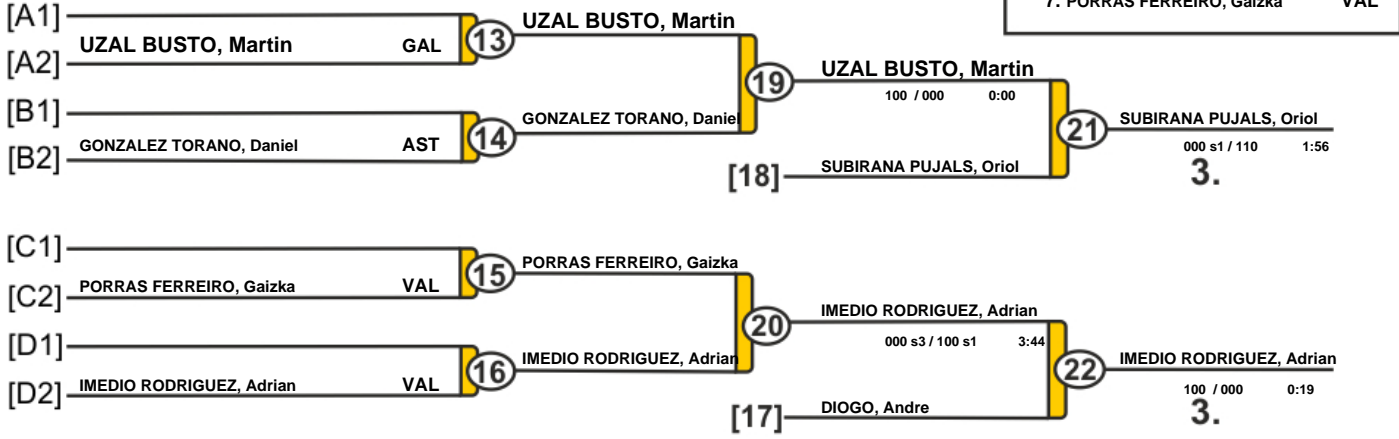 7. PORRAS FERREIRO, Gaizka VAL
[A1]
UZAL BUSTO, Martin GAL
[A2]
13
UZAL BUSTO, Martin
[B1]
GONZALEZ TORANO, Daniel AST
[B2]
14
GONZALEZ TORANO, Daniel
19
UZAL BUSTO, Martin
100 / 000 0:00
[18]
SUBIRANA PUJALS, Oriol
21
SUBIRANA PUJALS, Oriol
000 s1 / 110 1:56
3.
[C1]
PORRAS FERREIRO, Gaizka VAL
[C2]
15
PORRAS FERREIRO, Gaizka
[D1]
IMEDIO RODRIGUEZ, Adrian VAL
[D2]
16
IMEDIO RODRIGUEZ, Adrian
20
IMEDIO RODRIGUEZ, Adrian
000 s3 / 100 s1 3:44
[17]
DIOGO, Andre
22
IMEDIO RODRIGUEZ, Adrian
100 / 000 0:19
3.